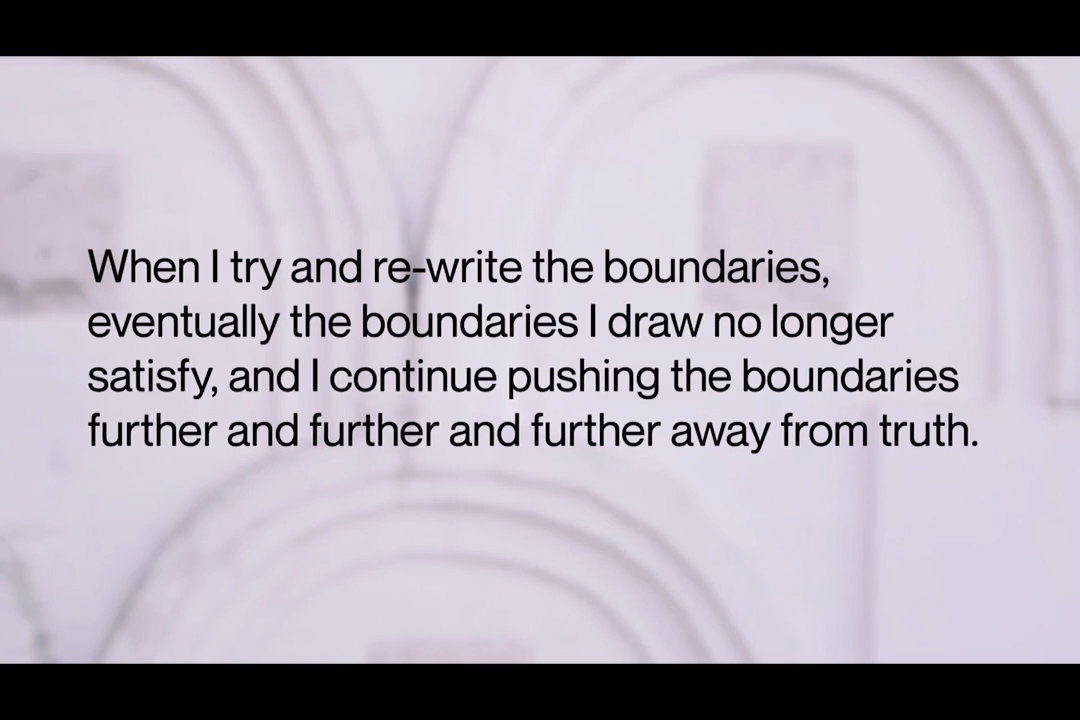 When I try and re-write the boundaries,
eventually the boundaries I draw no longer
satisfy, and I continue pushing the boundaries
further and further and further away from truth.